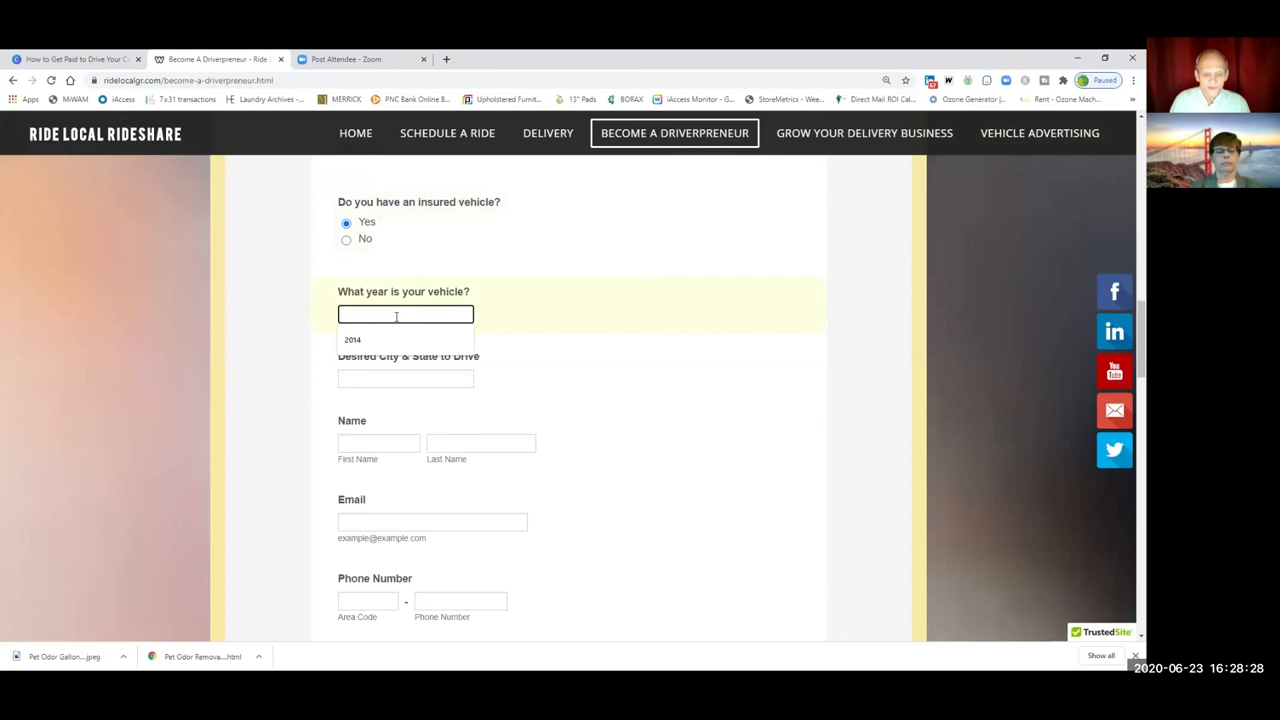 How to Get Paid to Drive Your C
Become A Driverpreneur - Ride
Post Attendee - Zoom
ridelocalgr.com/become-a-driverpreneur.html
Paused
Apps
MiWAM
iAccess
7±31 transactions
Laundry Archives -...
MERRICK
PNC Bank Online B...
Upholstered Furnit...
13" Pads
BORAX
iAccess Monitor - G...
StoreMetrics - Wee...
Direct Mail ROI Cal...
Ozone Generator |...
Rent - Ozone Mach...
RIDE LOCAL RIDESHARE
HOME
SCHEDULE A RIDE
DELIVERY
BECOME A DRIVERPRENEUR
GROW YOUR DELIVERY BUSINESS
VEHICLE ADVERTISING
Do you have an insured vehicle?
Yes
No
What year is your vehicle?
2014
Desired City & State to Drive
Name
First Name
Last Name
Email
example@example.com
Phone Number
-
Area Code
Phone Number
You Tube
TrustedSite
Pet Odor Gallon....jpeg
Pet Odor Remova....html
Show all
2020-06-23 16:28:28